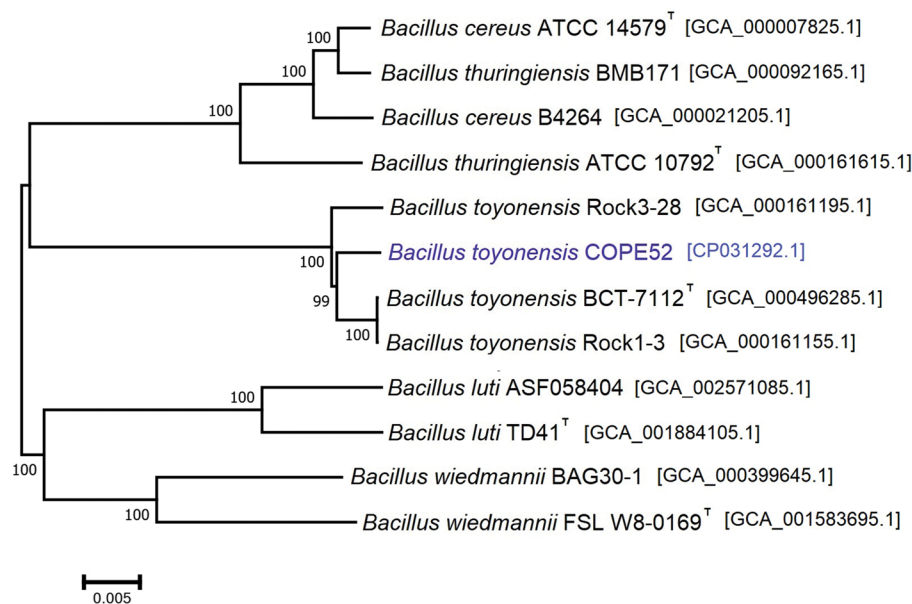 Bacillus cereus ATCC 14579ᵀ [GCA_000007825.1]
100
Bacillus thuringiensis BMB171 [GCA_000092165.1]
100
Bacillus cereus B4264 [GCA_000021205.1]
100
Bacillus thuringiensis ATCC 10792ᵀ [GCA_000161615.1]
Bacillus toyonensis Rock3-28 [GCA_000161195.1]
Bacillus toyonensis COPE52 [CP031292.1]
100
Bacillus toyonensis BCT-7112ᵀ [GCA_000496285.1]
99
100
Bacillus toyonensis Rock1-3 [GCA_000161155.1]
Bacillus luti ASF058404 [GCA_002571085.1]
100
Bacillus luti TD41ᵀ [GCA_001884105.1]
100
Bacillus wiedmannii BAG30-1 [GCA_000399645.1]
100
Bacillus wiedmannii FSL W8-0169ᵀ [GCA_001583695.1]
0.005